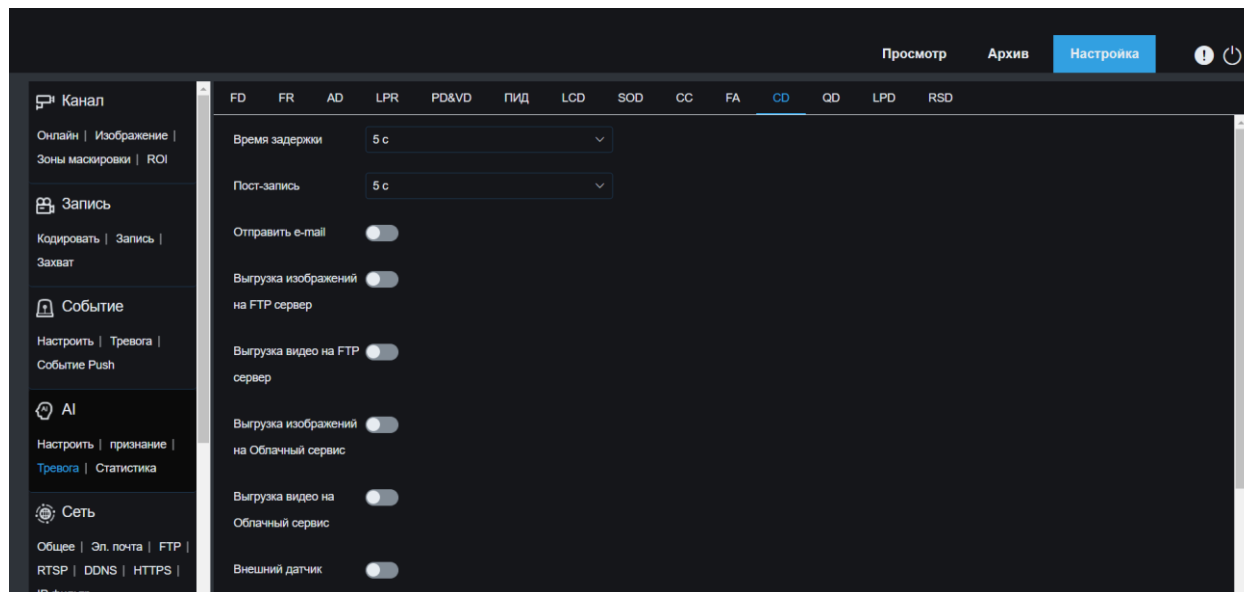 Просмотр Архив Настройка
Канал
Онлайн | Изображение |
Зоны маскировки | ROI
Запись
Кодировать | Запись |
Захват
Событие
Настроить | Тревога |
Событие Push
AI
Настроить | признание |
Тревога | Статистика
Сеть
Общее | Эл. почта | FTP |
RTSP | DDNS | HTTPS |
FD FR AD LPR PD&VD ПИД LCD SOD CC FA CD QD LPD RSD
Время задержки 5 с
Пост-запись 5 с
Отправить e-mail
Выгрузка изображений
на FTP сервер
Выгрузка видео на FTP
сервер
Выгрузка изображений
на Облачный сервис
Выгрузка видео на
Облачный сервис
Внешний датчик